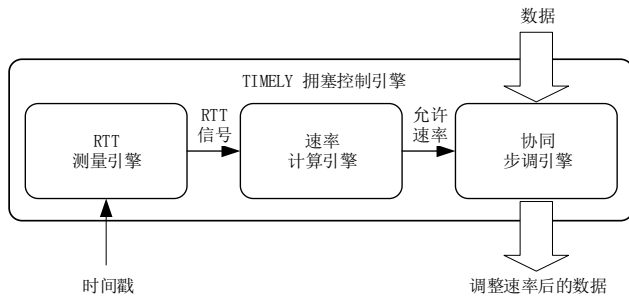 数据
TIMELY 拥塞控制引擎
RTT
测量引擎
RTT
信号
速率
计算引擎
允许
速率
协同
步调引擎
时间戳
调整速率后的数据